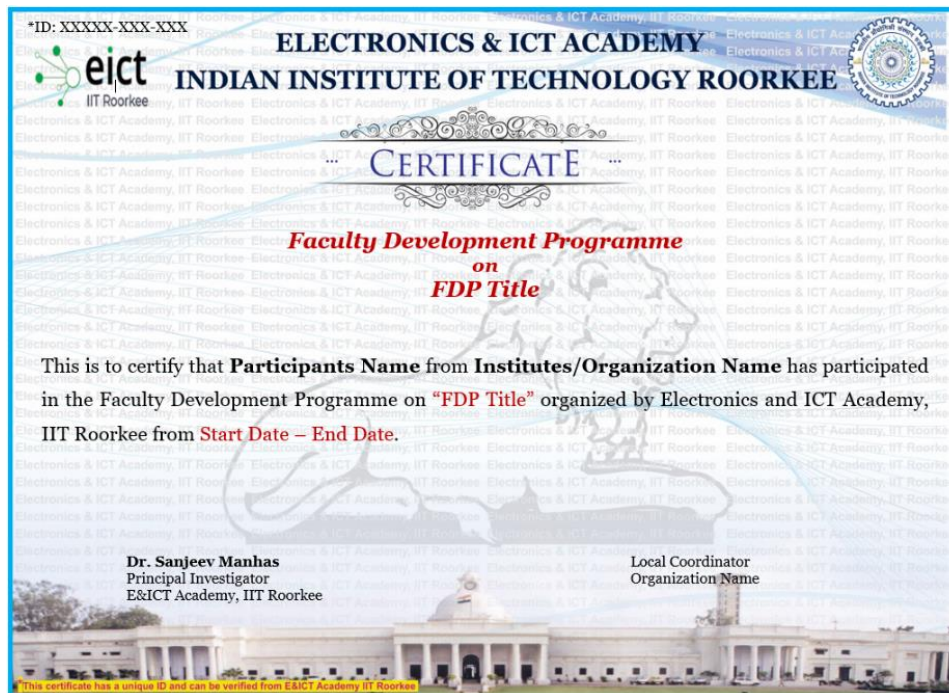 *ID: XXXXX-XXX-XXX
eict
IIT Roorkee
ELECTRONICS & ICT ACADEMY
INDIAN INSTITUTE OF TECHNOLOGY ROORKEE
... CERTIFICATE ...
Faculty Development Programme
on
FDP Title
This is to certify that Participants Name from Institutes/Organization Name has participated
in the Faculty Development Programme on “FDP Title” organized by Electronics and ICT Academy,
IIT Roorkee from Start Date – End Date.
Dr. Sanjeev Manhas
Principal Investigator
E&ICT Academy, IIT Roorkee
Local Coordinator
Organization Name
*This certificate has a unique ID and can be verified from E&ICT Academy IIT Roorkee